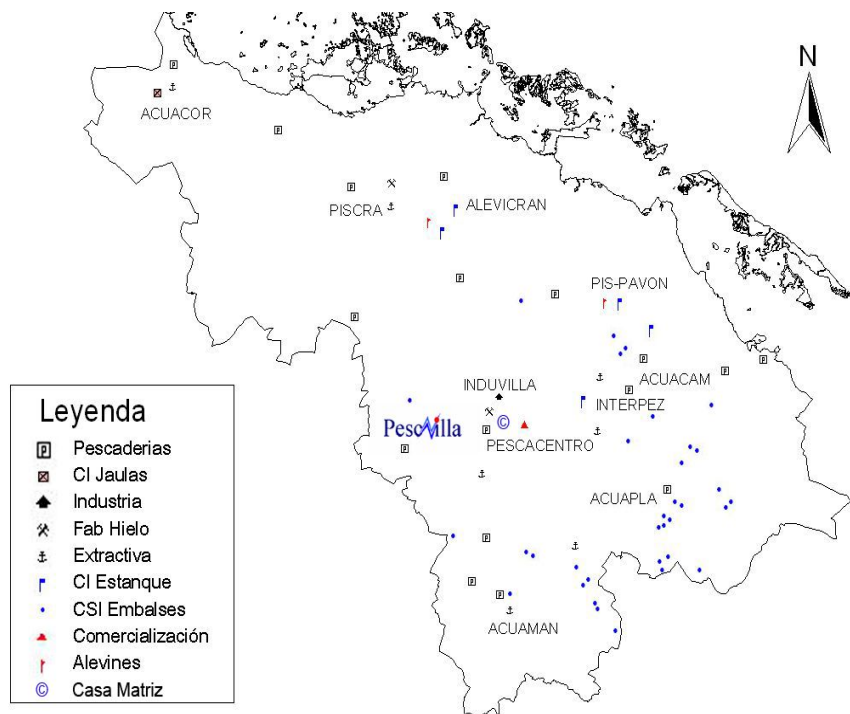 N
ACUACOR
PISCRA
ALEVICRAN
PIS-PAVON
INDUVILLA
ACUACAM
INTERPEZ
PescaVilla
©
PESCACENTRO
ACUAPLA
ACUAMAN
Leyenda
P Pescaderias
CI Jaulas
Industria
Fab Hielo
Extractiva
CI Estanque
CSI Embalses
Comercialización
Alevines
© Casa Matriz